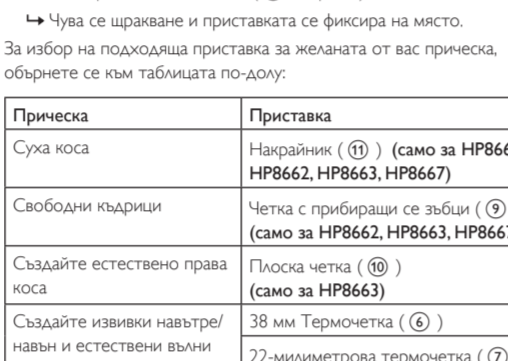 ↪ Чува се щракване и приставката се фиксира на място.
За избор на подходяща приставка за желаната от вас прическа,
обърнете се към таблицата по-долу:
Прическа Приставка
Суха коса Накрайник ( ⑪ ) (само за
HP8662, HP8663, HP8667)
Свободни къдрици Четка с прибиращи се зъбци ( ⑨
(само за HP8662, HP8663,
Създайте естествено права Плоска четка ( ⑩ )
коса (само за HP8663)
Създайте извивки навътре/ 38 мм Термочетка ( ⑥ )
навън и естествени вълни 22-милиметрова термочетка ( ⑦